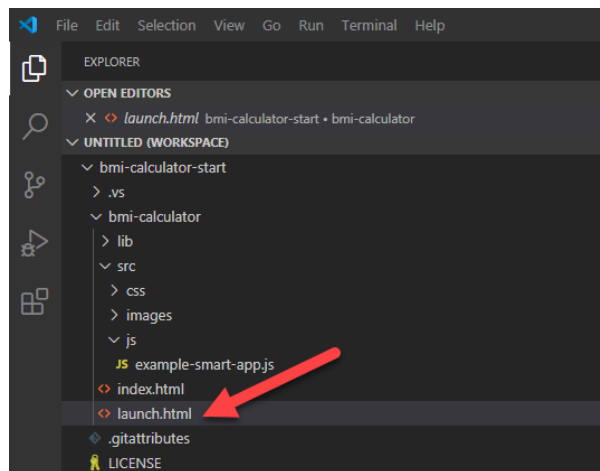 File Edit Selection View Go Run Terminal Help
EXPLORER
OPEN EDITORS
launch.html bmi-calculator-start • bmi-calculator
UNTITLED (WORKSPACE)
bmi-calculator-start
.vs
bmi-calculator
lib
src
css
images
js
JS example-smart-app.js
index.html
launch.html
.gitattributes
LICENSE